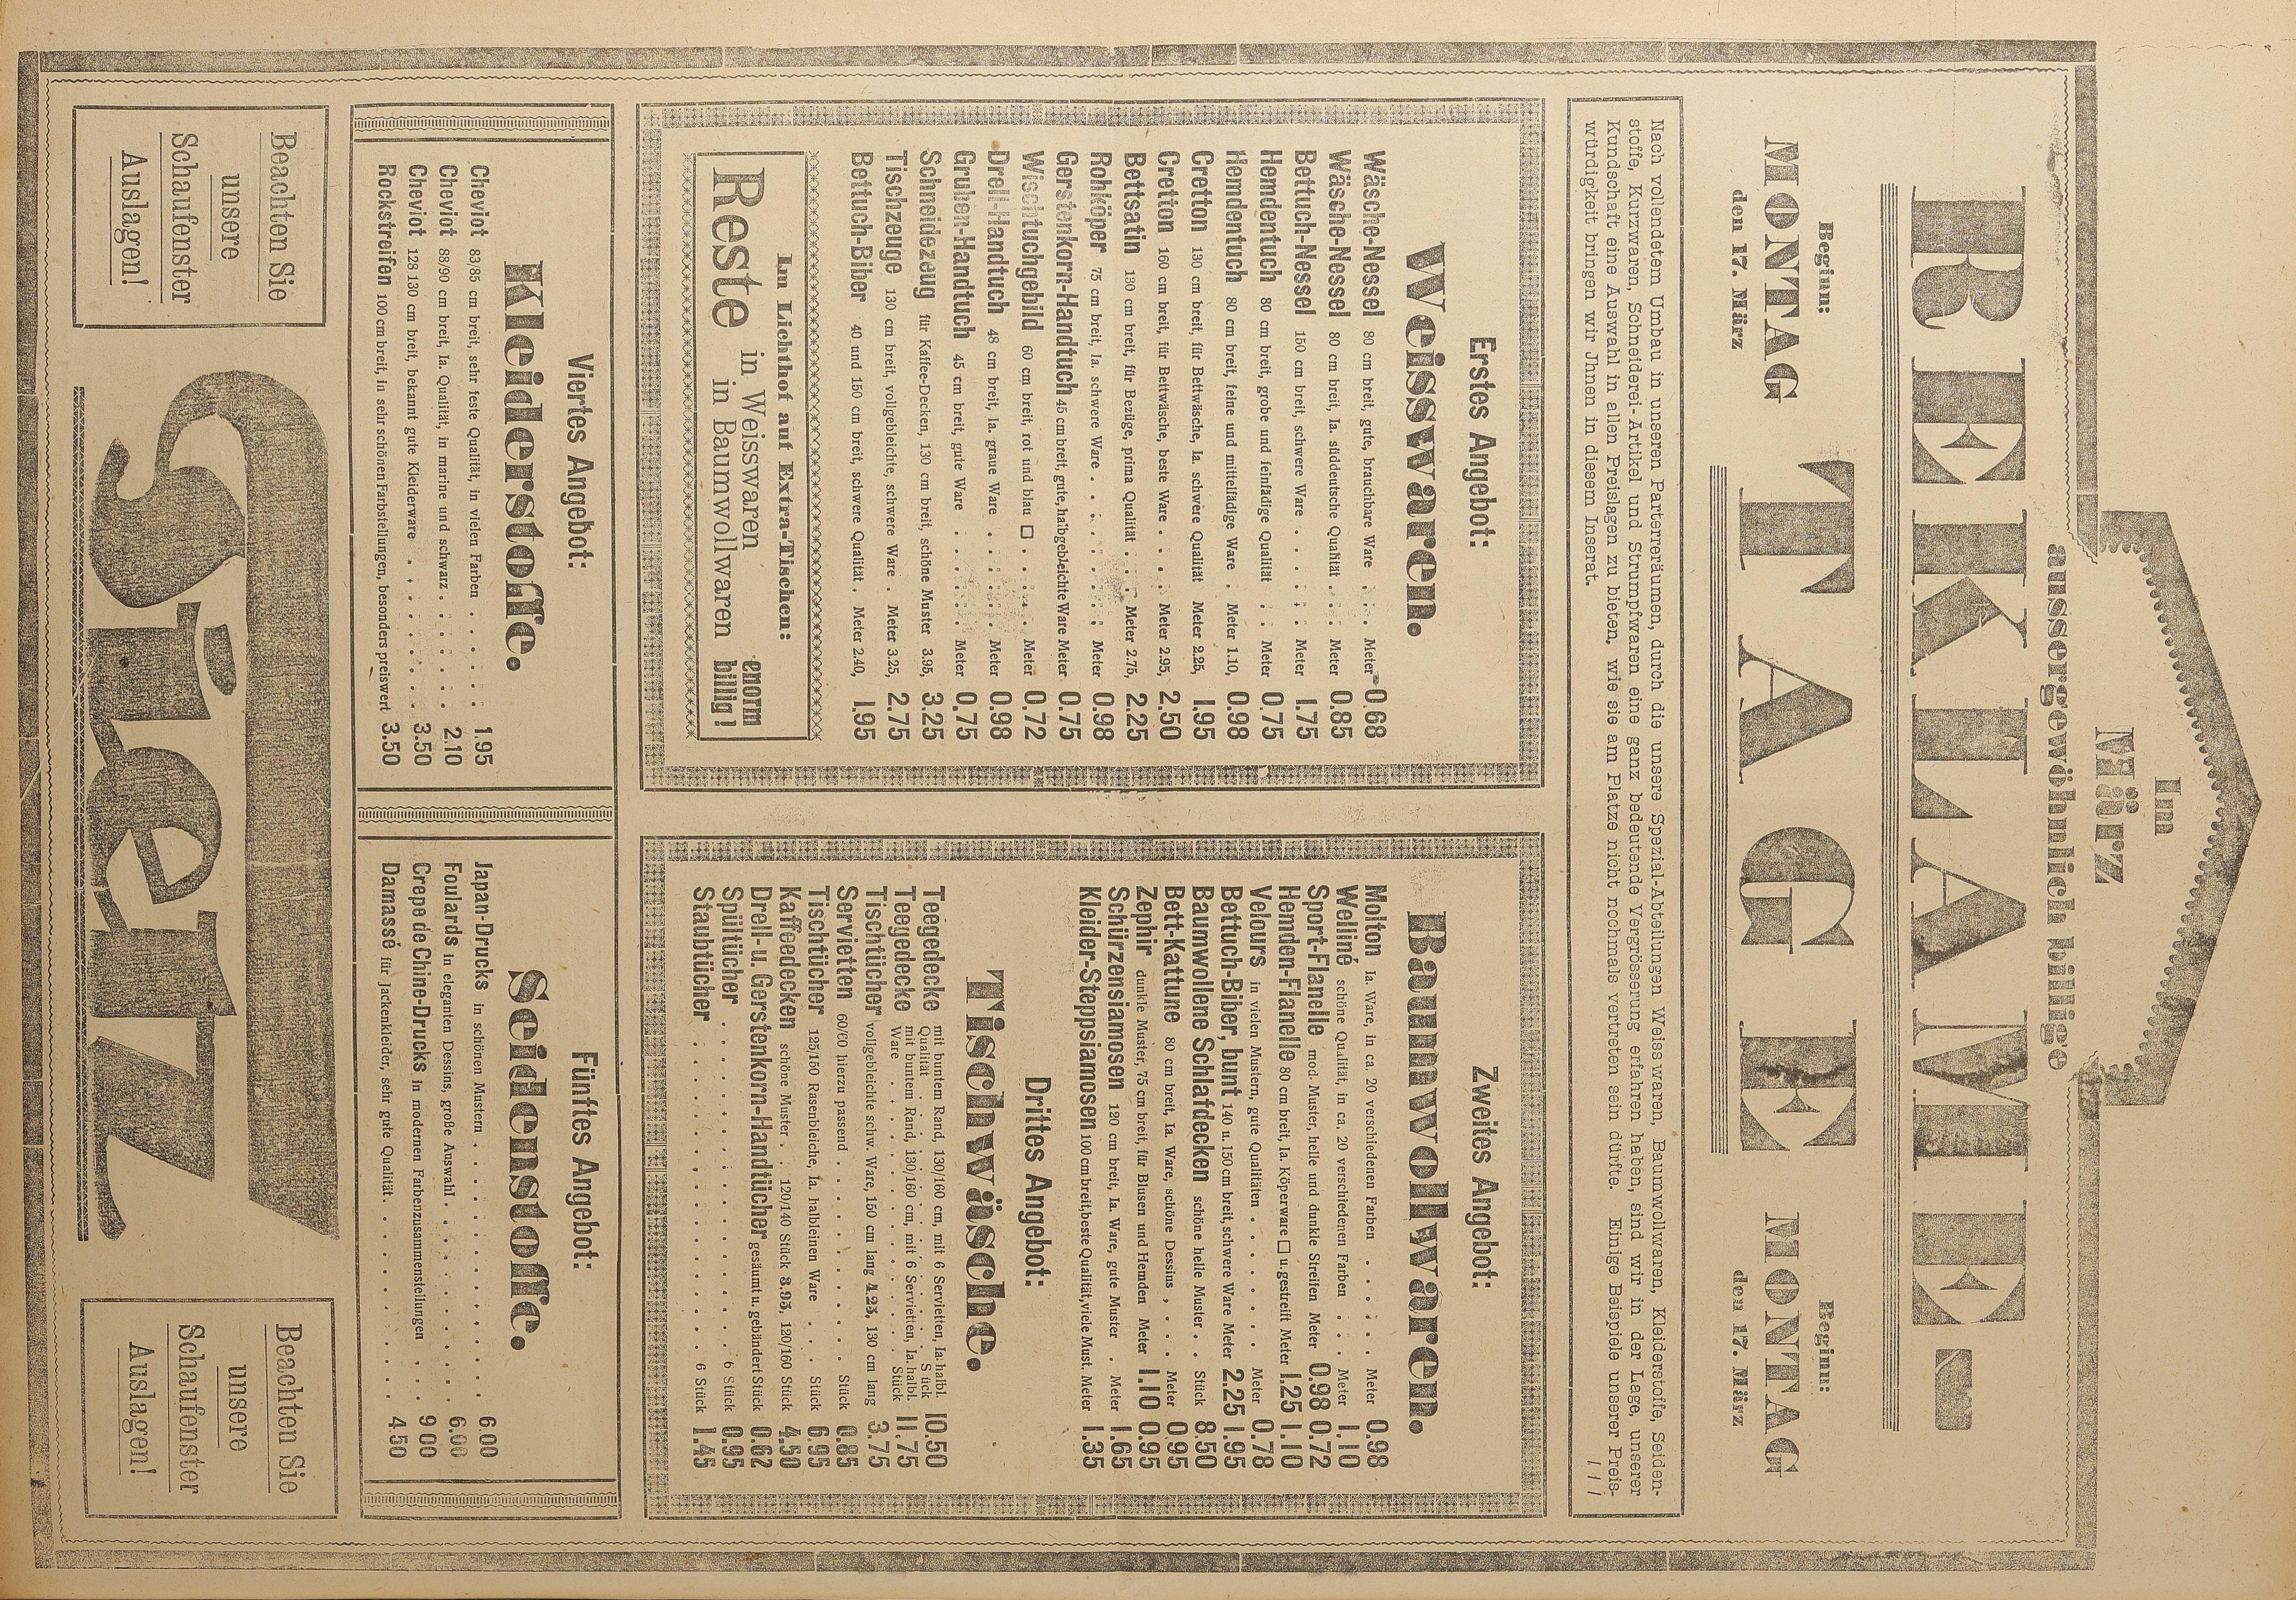 Im
März
aussergewöhnlich billige
REKLAME
TAGE
Beginn:
MONTAG
den 17. März
Beginn:
MONTAG
den 17. März
Nach vollendetem Umbau in unseren Parterreräumen, durch die unsere Spezial-Abteilungen Weisswaren, Baumwollwaren, Kleiderstoffe, Seiden-
stoffe, Kurzwaren, Schneiderei-Artikel und Strumpfwaren eine ganz bedeutende Vergrösserung erfahren haben, sind wir in der Lage, unserer
Kundschaft eine Auswahl in allen Preislagen zu bieten, wie sie am Platze nicht nochmals vertreten sein dürfte. Einige Beispiele unserer Preis-
würdigkeit bringen wir Jhnen in diesem Inserat.
Erstes Angebot:
Weisswaren.
Wäsche-Nessel 80 cm breit, gute, brauchbare Ware . . . Meter 0.68
Wäsche-Nessel 80 cm breit, Ia. süddeutsche Qualität . . . Meter 0.85
Bettuch-Nessel 150 cm breit, schwere Ware . . . . Meter 1.75
Hemdentuch 80 cm breit, grobe und feinfädige Qualität . . Meter 0.75
Hemdentuch 80 cm breit, feine und mittelfädige Ware . Meter 1.10, 0.98
Cretton 130 cm breit, für Bettwäsche, Ia. schwere Qualität Meter 2.25, 1.95
Cretton 160 cm breit, für Bettwäsche, beste Ware . . . Meter 2.95, 2.50
Bettsatin 130 cm breit, für Bezüge, prima Qualität . . . Meter 2.75, 2.25
Rohköper 75 cm breit, Ia. schwere Ware . . . . . Meter 0.98
Gerstenkorn-Handtuch 45 cm breit, gute, halbgebleichte Ware Meter 0.75
Wischtuchgebild 60 cm breit, rot und blau □ . . . . Meter 0.72
Drell-Handtuch 48 cm breit, Ia. graue Ware . . . . Meter 0.98
Gruben-Handtuch 45 cm breit, gute Ware . . . . . Meter 0.75
Schneidezeug für Kaffee-Decken, 130 cm breit, schöne Muster 3.95, 3.25
Tischzeuge 130 cm breit, vollgebleichte, schwere Ware . Meter 3.25, 2.75
Bettuch-Biber 40 und 150 cm breit, schwere Qualität . Meter 2.40, 1.95
Im Lichthof auf Extra-Tischen:
Reste in Weisswaren enorm
in Baumwollwaren billig!
Zweites Angebot:
Baumwollwaren.
Molton Ia. Ware, in ca. 20 verschiedenen Farben . . . . . Meter 0.98
Welliné schöne Qualität, in ca. 20 verschiedenen Farben . . . Meter 1.10
Sport-Flanelle mod. Muster, helle und dunkle Streifen Meter 0.98 0.72
Hemden-Flanelle 80 cm breit, Ia. Köperware □ u. gestreift Meter 1.25 1.10
Velours in vielen Mustern, gute Qualitäten . . . . . . . Meter 0.78
Bettuch-Biber, bunt 140 u. 150 cm breit, schwere Ware Meter 2.25 1.95
Baumwollene Schlafdecken schöne helle Muster . . Stück 8.50
Bett-Kattune 80 cm breit, Ia. Ware, schöne Dessins . . . Meter 0.95
Zephir dunkle Muster, 75 cm breit, für Blusen und Hemden Meter 1.10 0.95
Schürzensiamosen 120 cm breit, Ia. Ware, gute Muster . Meter 1.65
Kleider-Steppsiamosen 100 cm breit, beste Qualität, viele Must. Meter 1.35
Drittes Angebot:
Tischwäsche.
Teegedecke mit buntem Rand, 130/160 cm, mit 6 Servietten, Ia. halbl.
Qualität . . . . . . . . . Stück 10.50
Teegedecke mit buntem Rand, 130/160 cm, mit 6 Servietten, Ia. halbl.
Ware . . . . . . . . . . Stück 11.75
Tischtücher vollgebleichte schw. Ware, 150 cm lang 4.25, 130 cm lang 3.75
Servietten 60/60 hierzu passend . . . . . . . . Stück 0.85
Tischtücher 125/150 Rasenbleiche, Ia. halbleinen Ware . . . Stück 6.95
Kaffeedecken schöne Muster . . 120/140 Stück 3.95, 120/160 Stück 4.50
Drell- u. Gerstenkorn-Handtücher gesäumt u. gebändert Stück 0.62
Spültücher . . . . . . . . . . . . 6 Stück 0.95
Staubtücher . . . . . . . . . . . . 6 Stück 1.45
Viertes Angebot:
Kleiderstoffe.
Cheviot 83/85 cm breit, sehr feste Qualität, in vielen Farben . . . . . 1.95
Cheviot 88/90 cm breit, Ia. Qualität, in marine und schwarz . . . . . 2.10
Cheviot 128 130 cm breit, bekannt gute Kleiderware . . . . . . . 3.50
Rockstreifen 100 cm breit, in sehr schönen Farbstellungen, besonders preiswert 3.50
Fünftes Angebot:
Seidenstoffe.
Japan-Drucks in schönen Mustern . . . . . . . . . . 6.00
Foulards in eleganten Dessins, große Auswahl . . . . . . . . 6.00
Crepe de Chine-Drucks in modernen Farbenzusammenstellungen . . . 9 00
Damassé für Jackenkleider, sehr gute Qualität . . . . . . . . 4.50
Beachten Sie
unsere
Schaufenster
Auslagen!
Stern
Beachten Sie
unsere
Schaufenster
Auslagen!